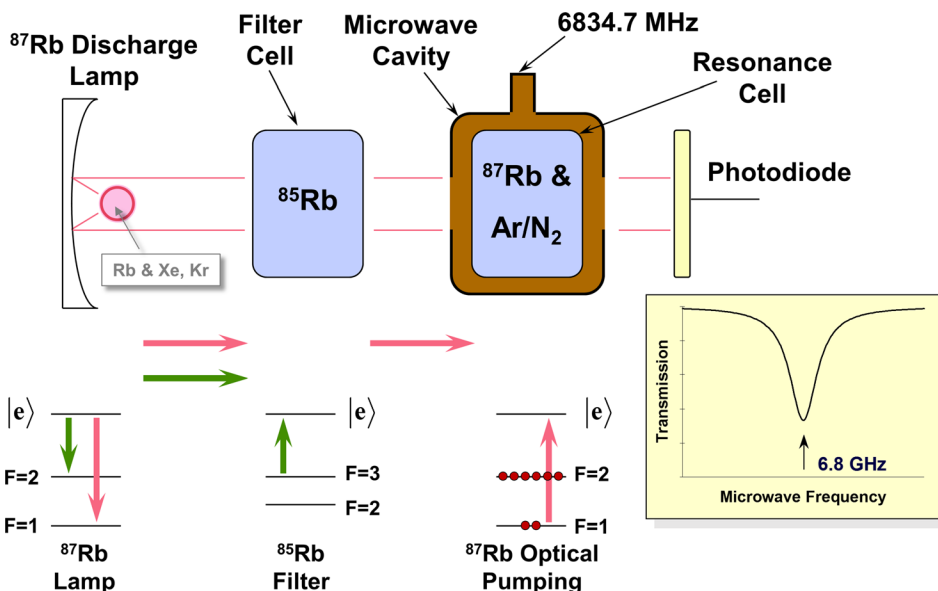 ⁸⁷Rb Discharge
Lamp
Filter
Cell
Microwave
Cavity
6834.7 MHz
Resonance
Cell
⁸⁵Rb
⁸⁷Rb &
Ar/N₂
Photodiode
Rb & Xe, Kr
|e⟩
F=2
F=1
⁸⁷Rb
Lamp
|e⟩
F=3
F=2
⁸⁵Rb
Filter
|e⟩
F=2
F=1
⁸⁷Rb Optical
Pumping
Transmission
6.8 GHz
Microwave Frequency